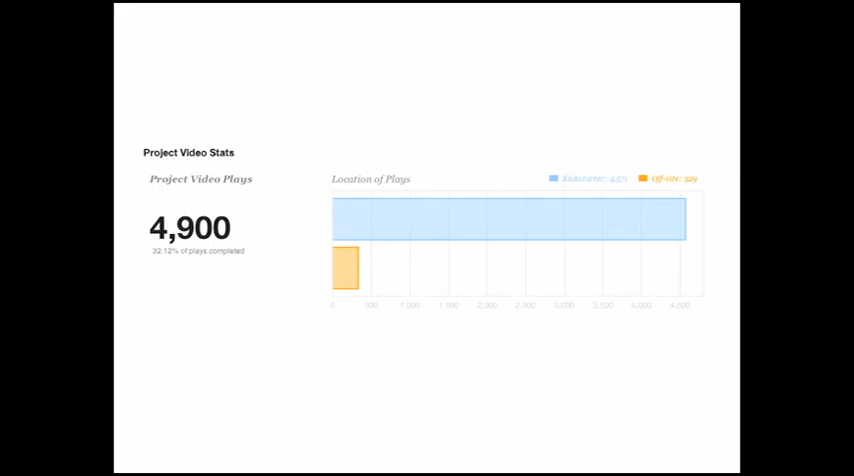 Project Video Stats
Project Video Plays
Location of Plays
Kickstarter: 4,571
Off-site: 329
4,900
32.12% of plays completed
0 500 1,000 1,500 2,000 2,500 3,000 3,500 4,000 4,500